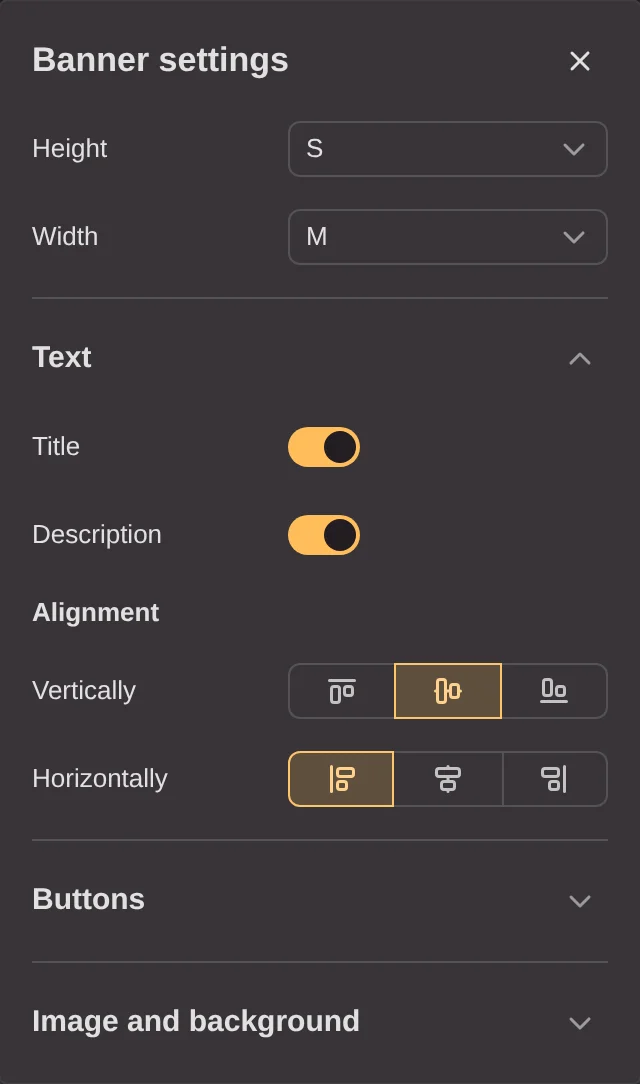 Banner settings
Height S
Width M
Text
Title
Description
Alignment
Vertically
Horizontally
Buttons
Image and background